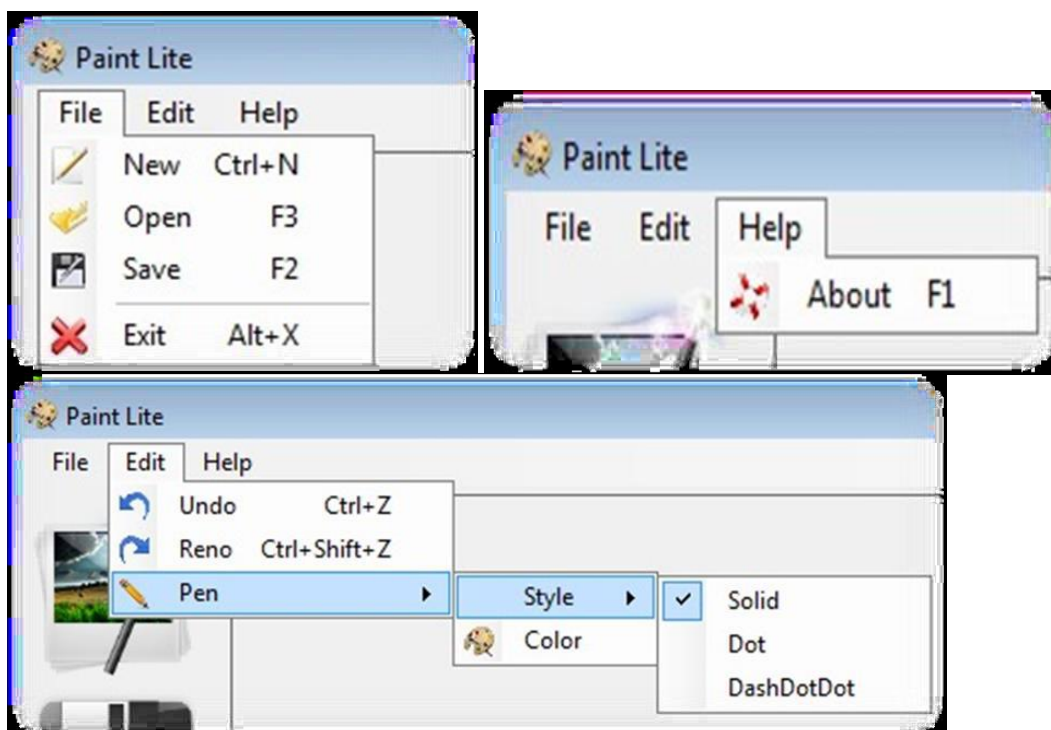 Paint Lite
File Edit Help
New Ctrl+N
Open F3
Save F2
Exit Alt+X
Paint Lite
File Edit Help
About F1
Paint Lite
File Edit Help
Undo Ctrl+Z
Reno Ctrl+Shift+Z
Pen Style Solid
Color Dot
DashDotDot